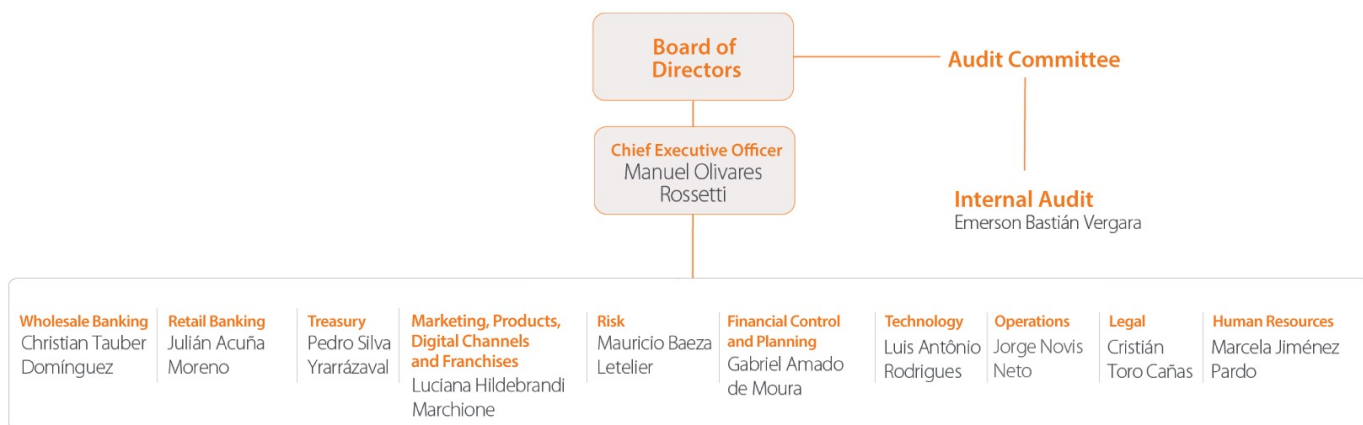 Board of
Directors
Audit Committee
Chief Executive Officer
Manuel Olivares
Rossetti
Internal Audit
Emerson Bastián Vergara
Wholesale Banking
Christian Tauber
Domínguez
Retail Banking
Julián Acuña
Moreno
Treasury
Pedro Silva
Yrarrázaval
Marketing, Products,
Digital Channels
and Franchises
Luciana Hildebrandi
Marchione
Risk
Mauricio Baeza
Letelier
Financial Control
and Planning
Gabriel Amado
de Moura
Technology
Luis Antônio
Rodrigues
Operations
Jorge Novis
Neto
Legal
Cristián
Toro Cañas
Human Resources
Marcela Jiménez
Pardo